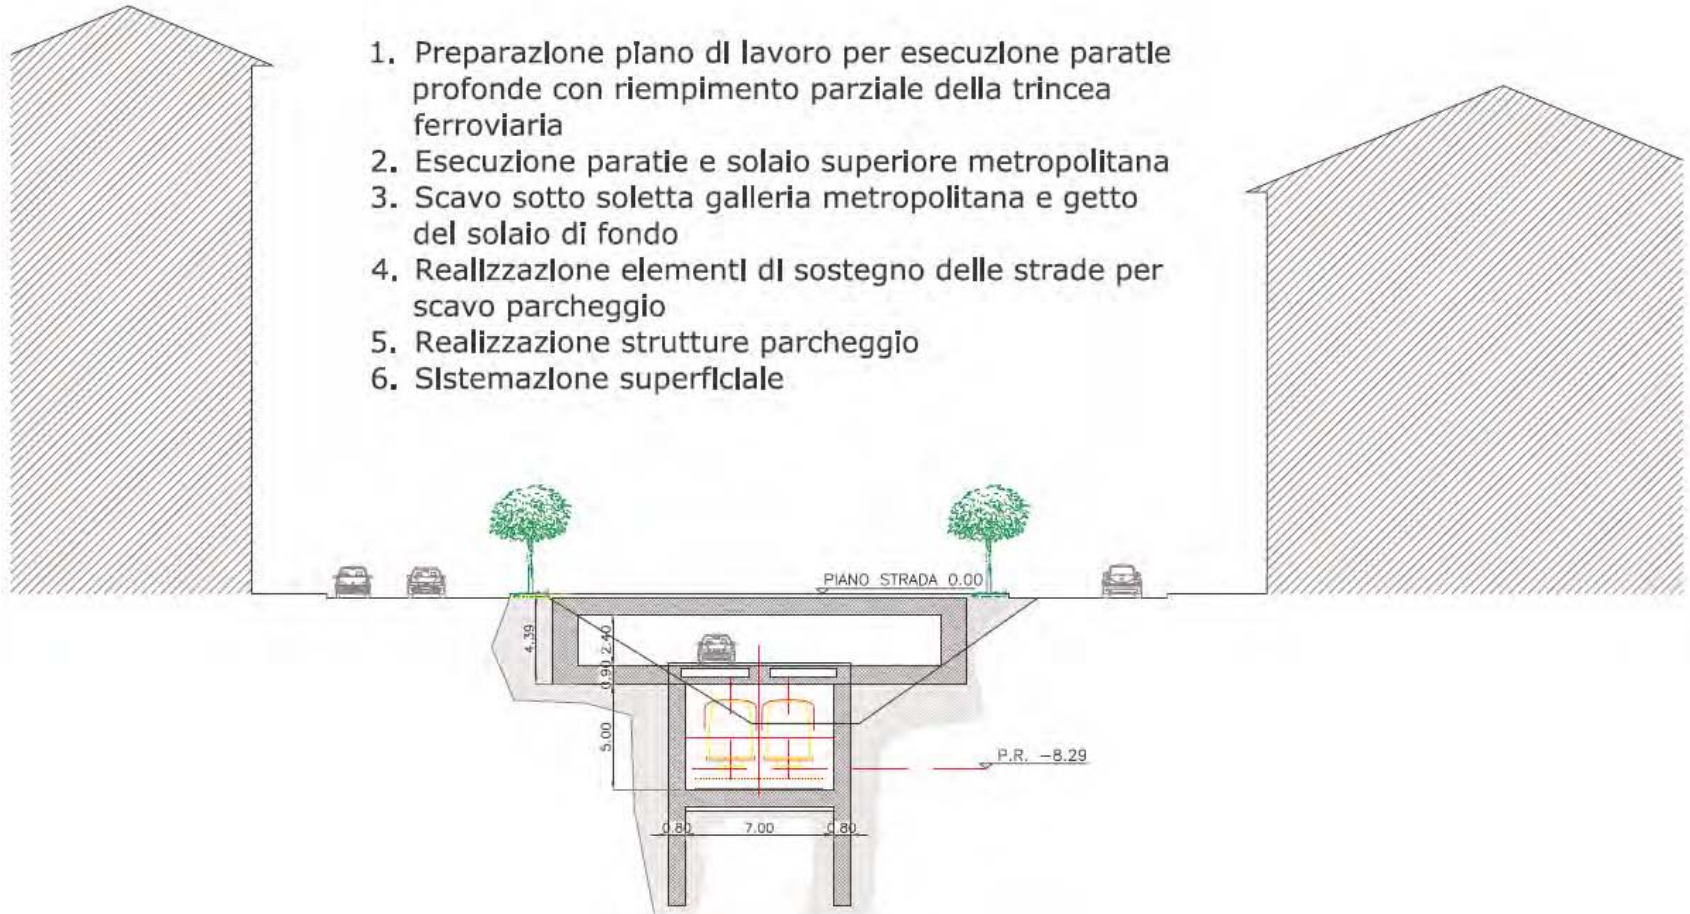 1. Preparazione piano di lavoro per esecuzione paratie
profonde con riempimento parziale della trincea
ferroviaria
2. Esecuzione paratie e solaio superiore metropolitana
3. Scavo sotto soletta galleria metropolitana e getto
del solaio di fondo
4. Realizzazione elementi di sostegno delle strade per
scavo parcheggio
5. Realizzazione strutture parcheggio
6. Sistemazione superficiale
PIANO STRADA 0.00
4.39
2.40
0.90
5.00
P.R. -8.29
0.80
7.00
0.80